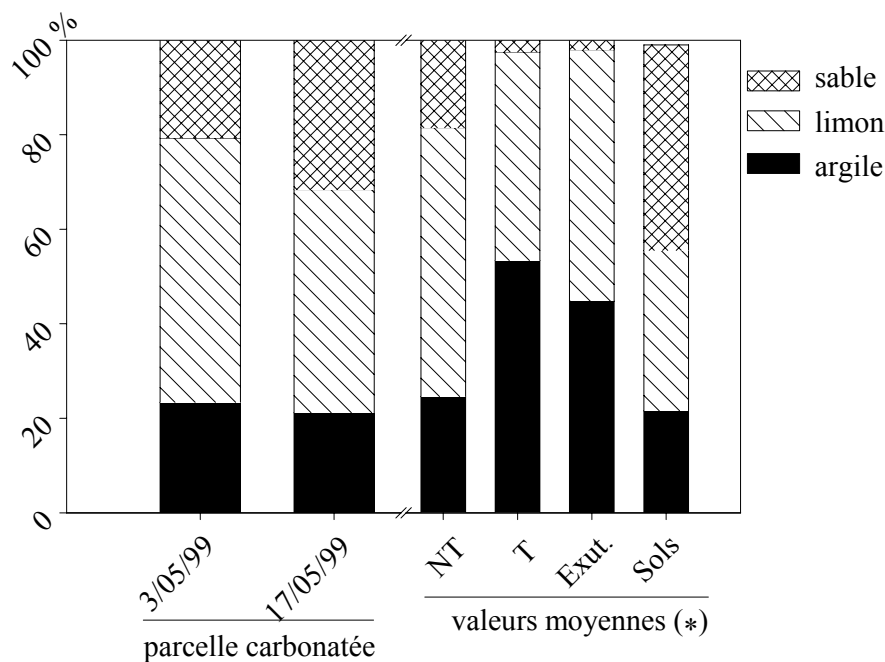 %
100
80
60
40
20
0
sable
limon
argile
3/05/99
17/05/99
NT
T
Exut.
Sols
parcelle carbonatée
valeurs moyennes (*)